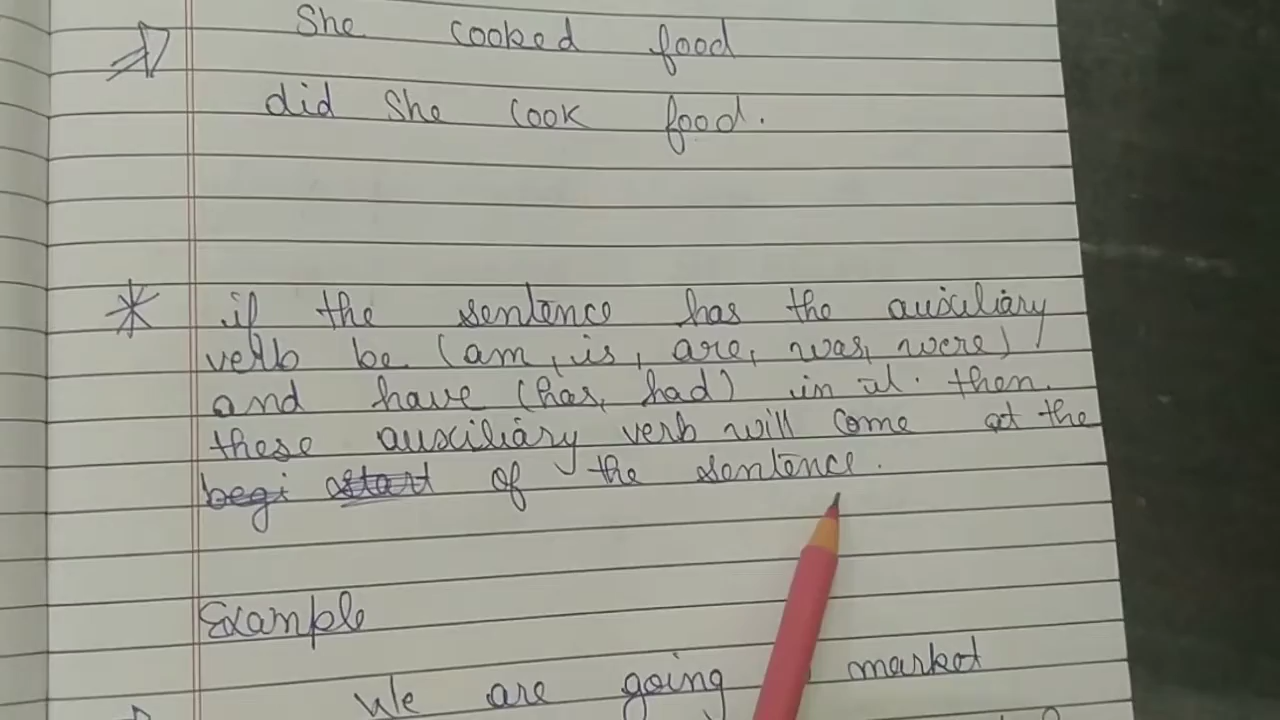 She cooked food
did she cook food.
if the sentence has the auxiliary
verb be (am, is, are, was, were)
and have (has, had) in it. then
these auxiliary verb will come at the
begi start of the sentence.
Example
We are going market